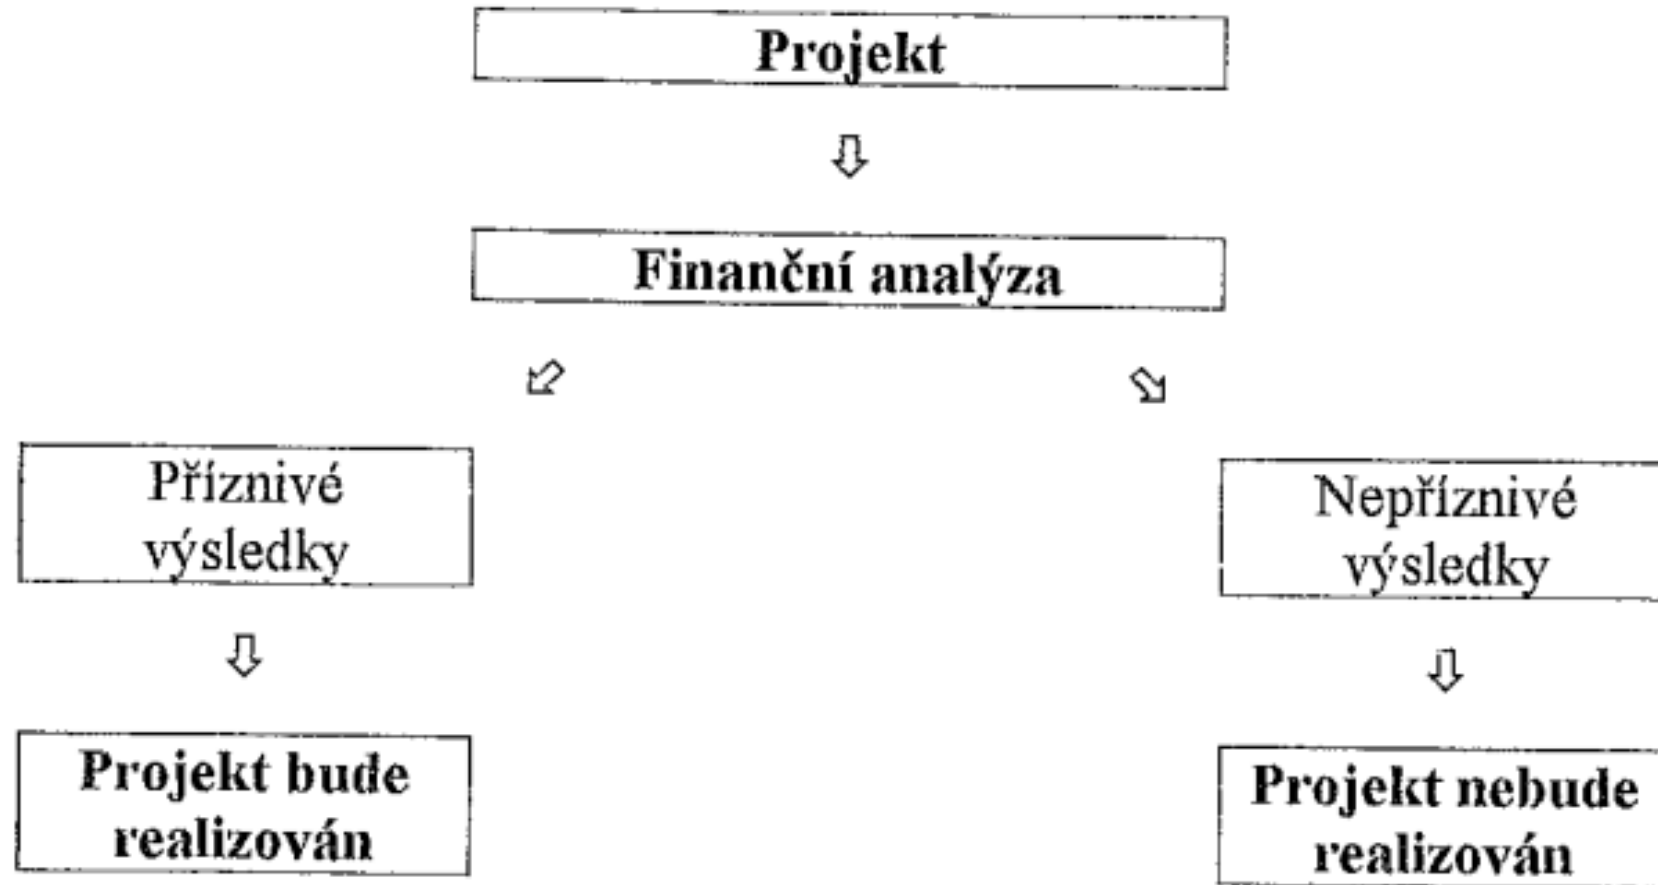 Projekt
Finanční analýza
Příznivé
výsledky
Nepříznivé
výsledky
Projekt bude
realizován
Projekt nebude
realizován